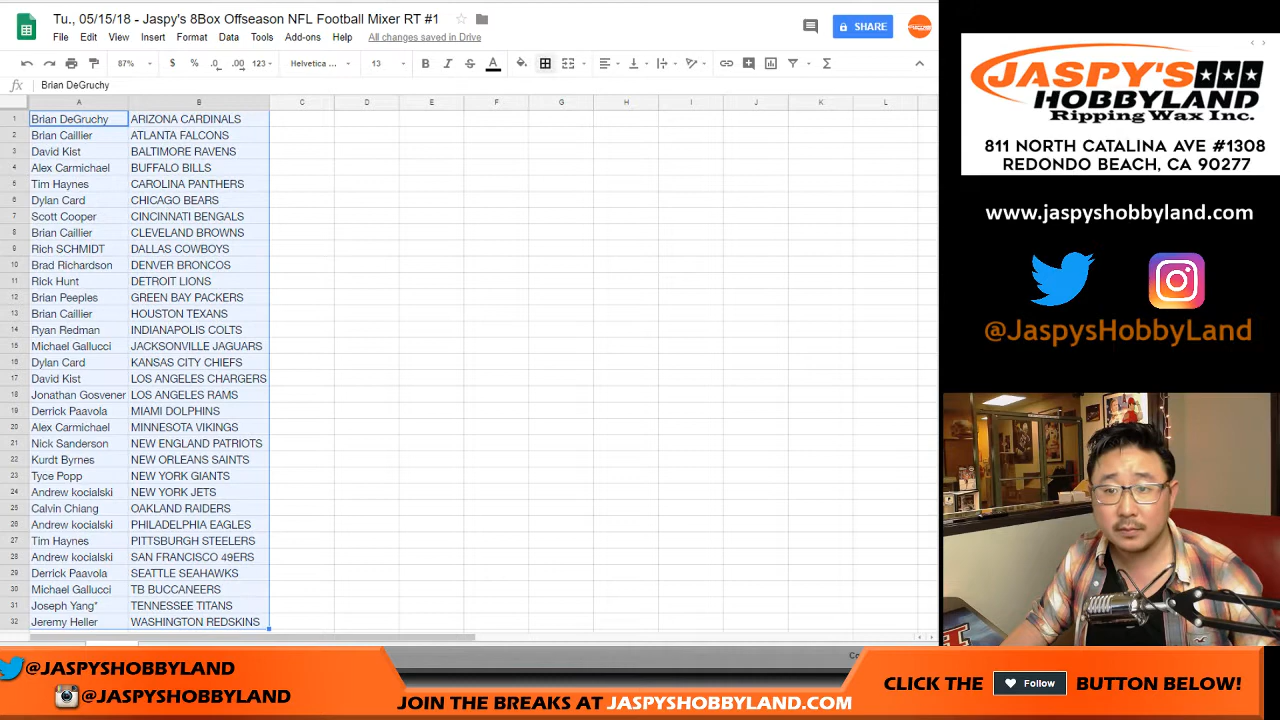 Tu., 05/15/18 - Jaspy's 8Box Offseason NFL Football Mixer RT #1
SHARE
File Edit View Insert Format Data Tools Add-ons Help All changes saved in Drive
87% $ % .0 .00 123 Helvetica ... 13 B I S A
fx Brian DeGruchy
A B C D E F G H I J K L
1 Brian DeGruchy ARIZONA CARDINALS
2 Brian Caillier ATLANTA FALCONS
3 David Kist BALTIMORE RAVENS
4 Alex Carmichael BUFFALO BILLS
5 Tim Haynes CAROLINA PANTHERS
6 Dylan Card CHICAGO BEARS
7 Scott Cooper CINCINNATI BENGALS
8 Brian Caillier CLEVELAND BROWNS
9 Rich SCHMIDT DALLAS COWBOYS
10 Brad Richardson DENVER BRONCOS
11 Rick Hunt DETROIT LIONS
12 Brian Peeples GREEN BAY PACKERS
13 Brian Caillier HOUSTON TEXANS
14 Ryan Redman INDIANAPOLIS COLTS
15 Michael Gallucci JACKSONVILLE JAGUARS
16 Dylan Card KANSAS CITY CHIEFS
17 David Kist LOS ANGELES CHARGERS
18 Jonathan Gosvener LOS ANGELES RAMS
19 Derrick Paavola MIAMI DOLPHINS
20 Alex Carmichael MINNESOTA VIKINGS
21 Nick Sanderson NEW ENGLAND PATRIOTS
22 Kurdt Byrnes NEW ORLEANS SAINTS
23 Tyce Popp NEW YORK GIANTS
24 Andrew kocialski NEW YORK JETS
25 Calvin Chiang OAKLAND RAIDERS
26 Andrew kocialski PHILADELPHIA EAGLES
27 Tim Haynes PITTSBURGH STEELERS
28 Andrew kocialski SAN FRANCISCO 49ERS
29 Derrick Paavola SEATTLE SEAHAWKS
30 Michael Gallucci TB BUCCANEERS
31 Joseph Yang* TENNESSEE TITANS
32 Jeremy Heller WASHINGTON REDSKINS
JASPY'S
HOBBYLAND
Ripping Wax Inc.
811 NORTH CATALINA AVE #1308
REDONDO BEACH, CA 90277
www.jaspyshobbyland.com
@JaspysHobbyLand
@JASPYSHOBBYLAND
@JASPYSHOBBYLAND
JOIN THE BREAKS AT JASPYSHOBBYLAND.COM
CLICK THE Follow BUTTON BELOW!